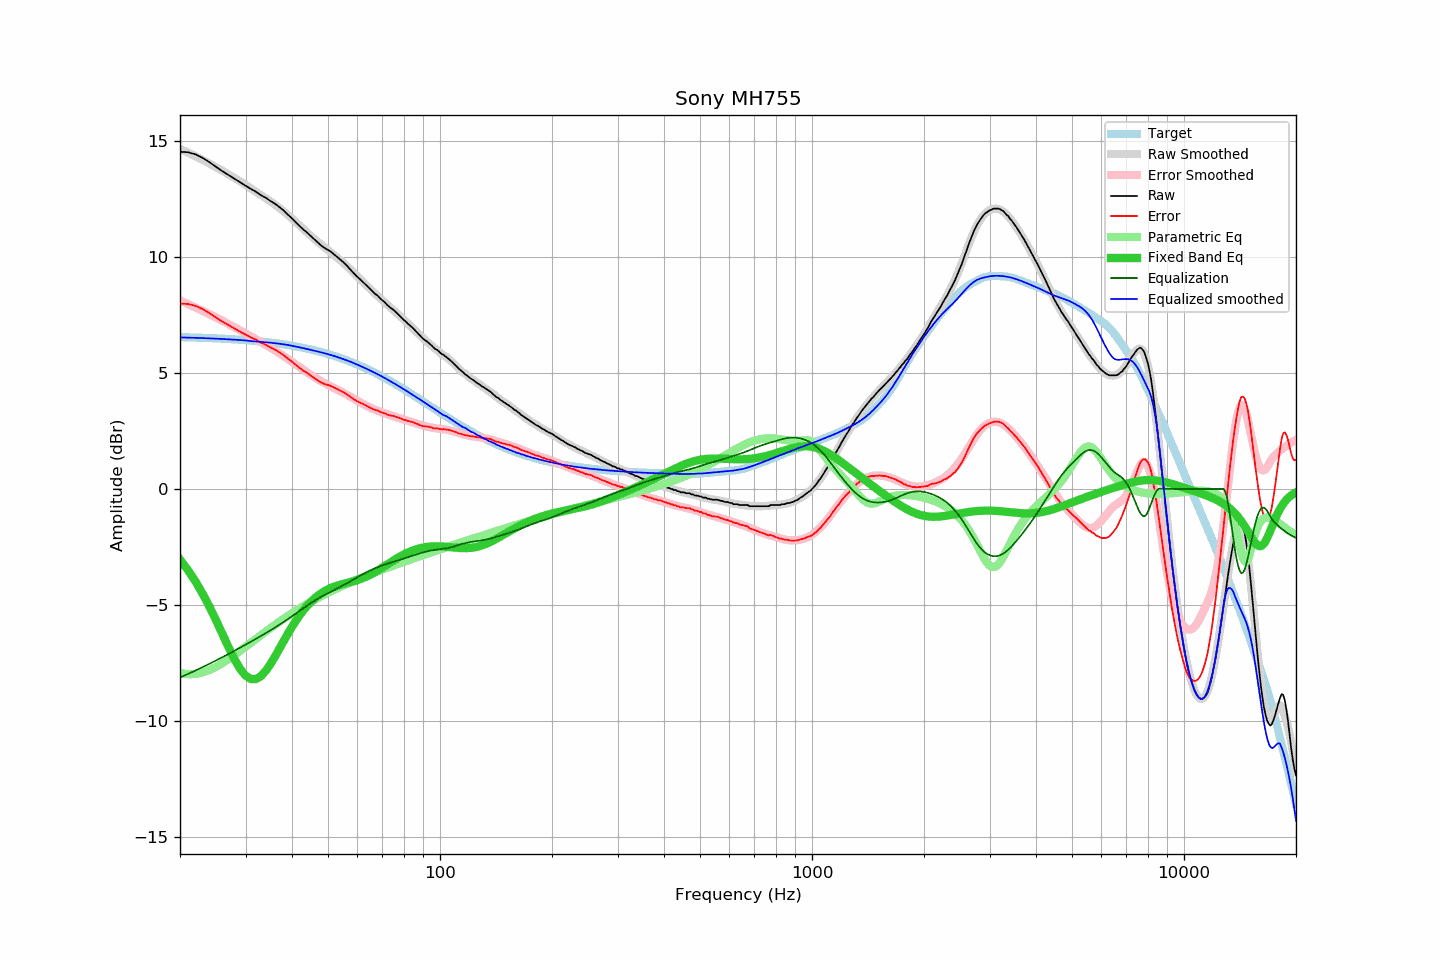 Sony MH755
15
10
5
0
−5
−10
−15
Amplitude (dBr)
Target
Raw Smoothed
Error Smoothed
Raw
Error
Parametric Eq
Fixed Band Eq
Equalization
Equalized smoothed
100
1000
10000
Frequency (Hz)